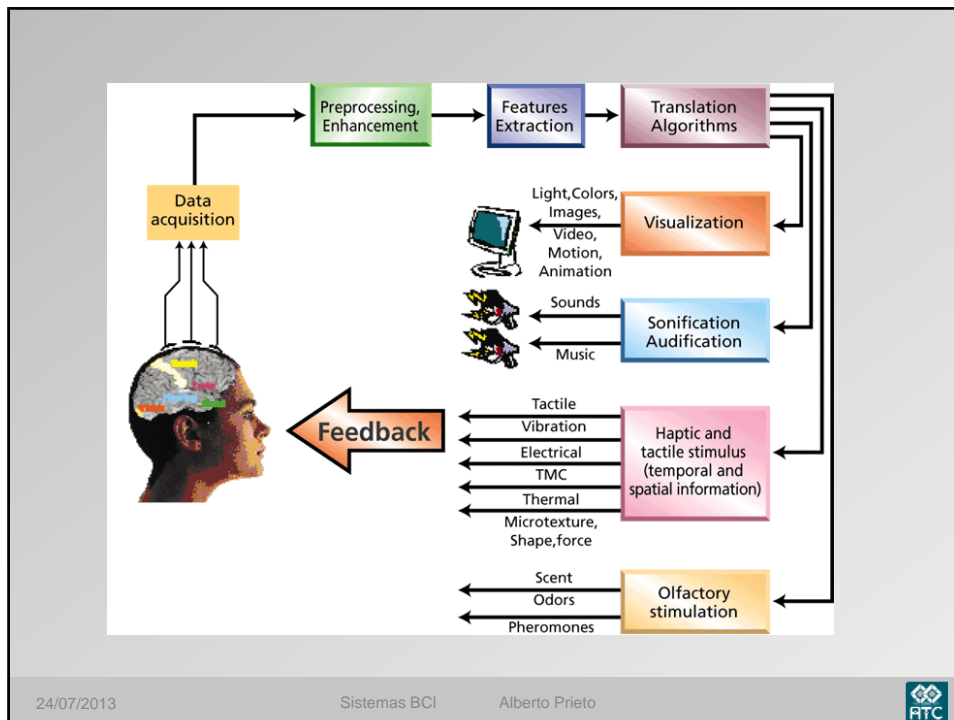 Preprocessing,
Enhancement
Features
Extraction
Translation
Algorithms
Data
acquisition
Light,Colors,
Images,
Video,
Motion,
Animation
Visualization
Sounds
Music
Sonification
Audification
Feedback
Tactile
Vibration
Electrical
TMC
Thermal
Microtexture,
Shape,force
Haptic and
tactile stimulus
(temporal and
spatial information)
Scent
Odors
Pheromones
Olfactory
stimulation
24/07/2013
Sistemas BCI
Alberto Prieto
ATC